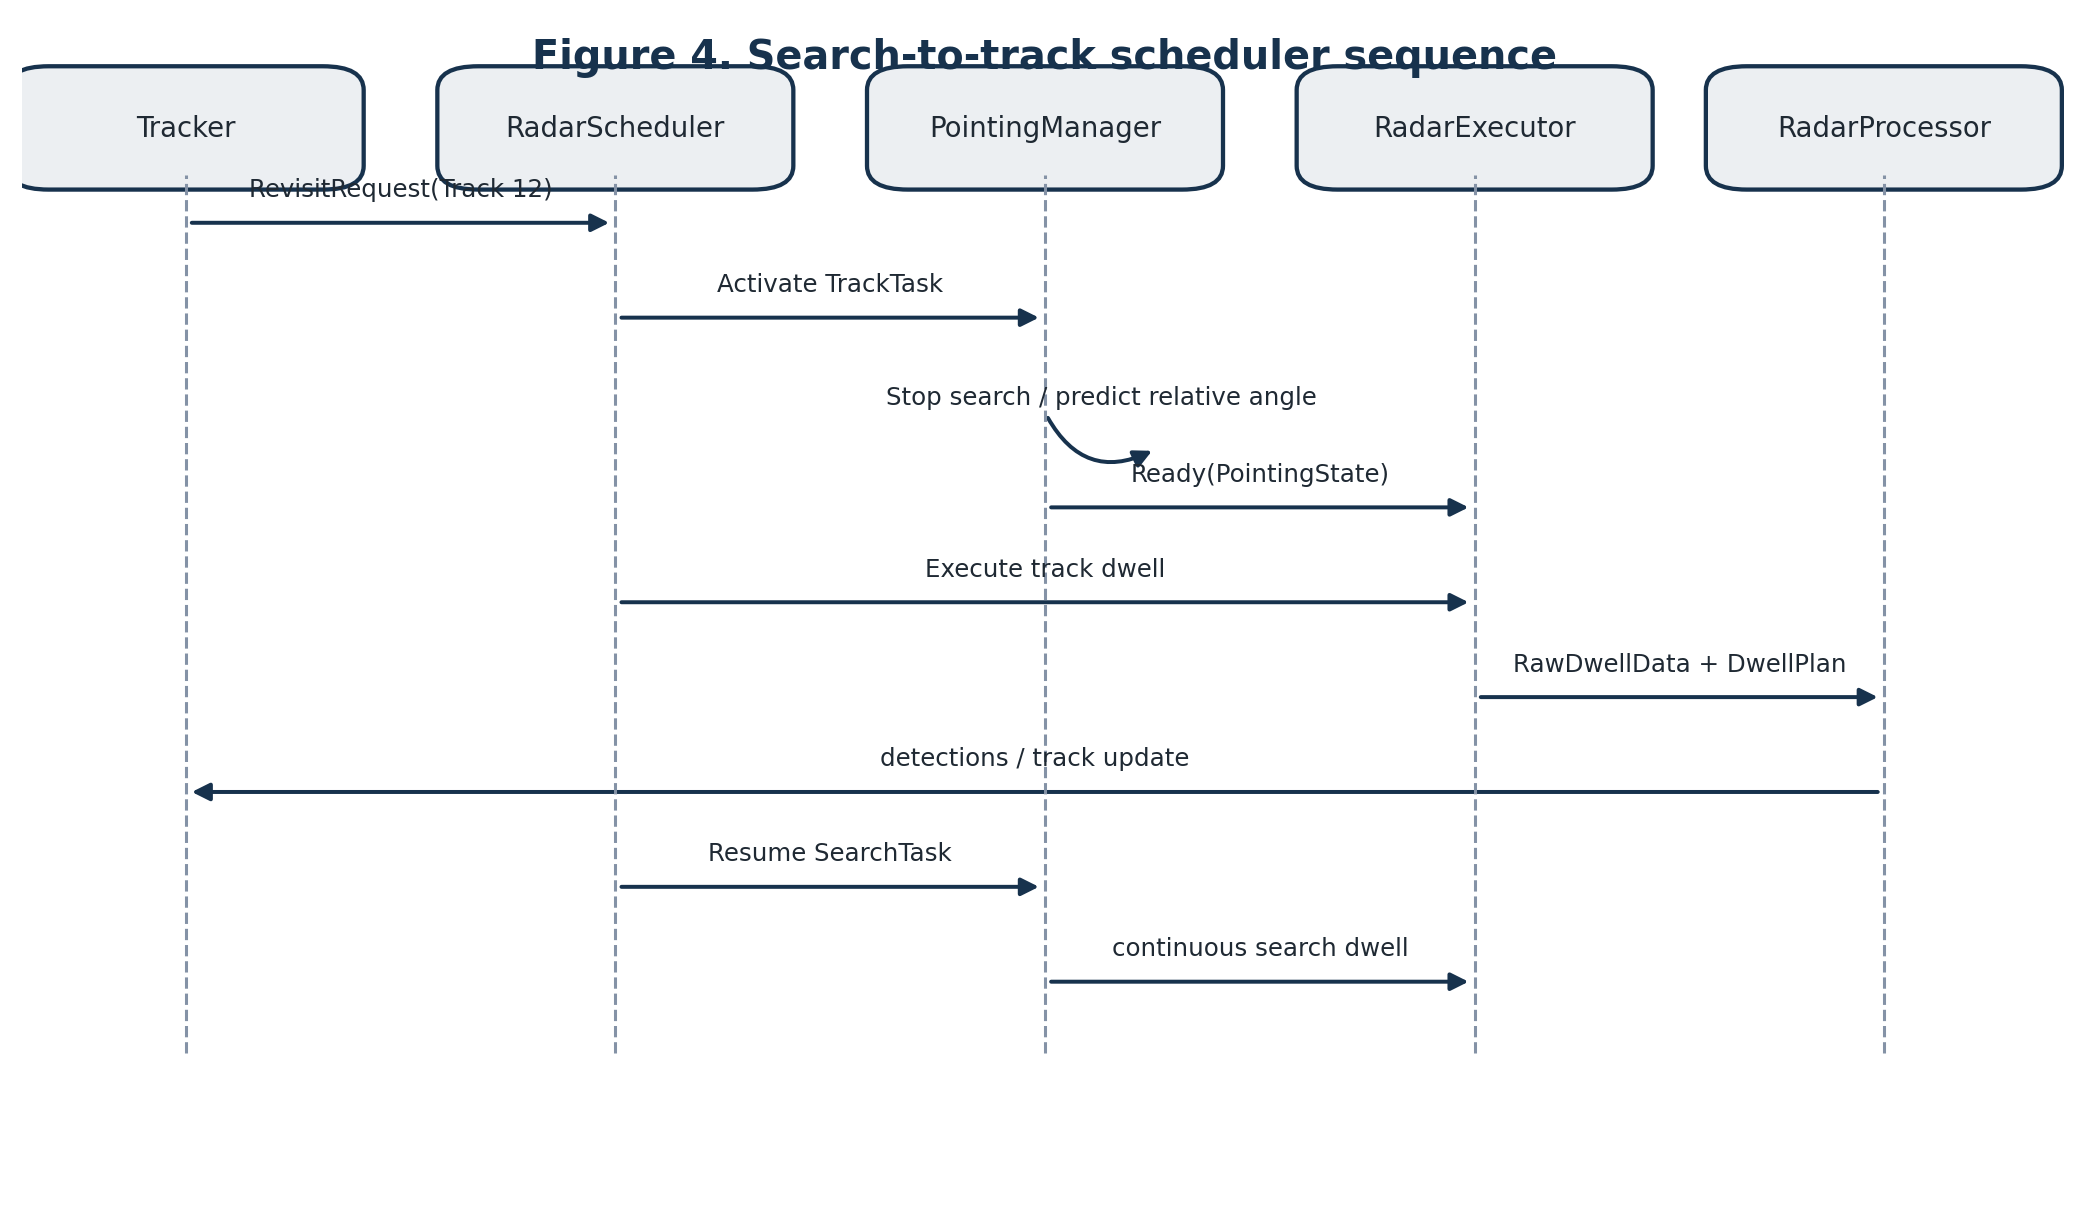 Figure 4. Search-to-track scheduler sequence
Tracker
RadarScheduler
PointingManager
RadarExecutor
RadarProcessor
RevisitRequest(Track 12)
Activate TrackTask
Stop search / predict relative angle
Ready(PointingState)
Execute track dwell
RawDwellData + DwellPlan
detections / track update
Resume SearchTask
continuous search dwell